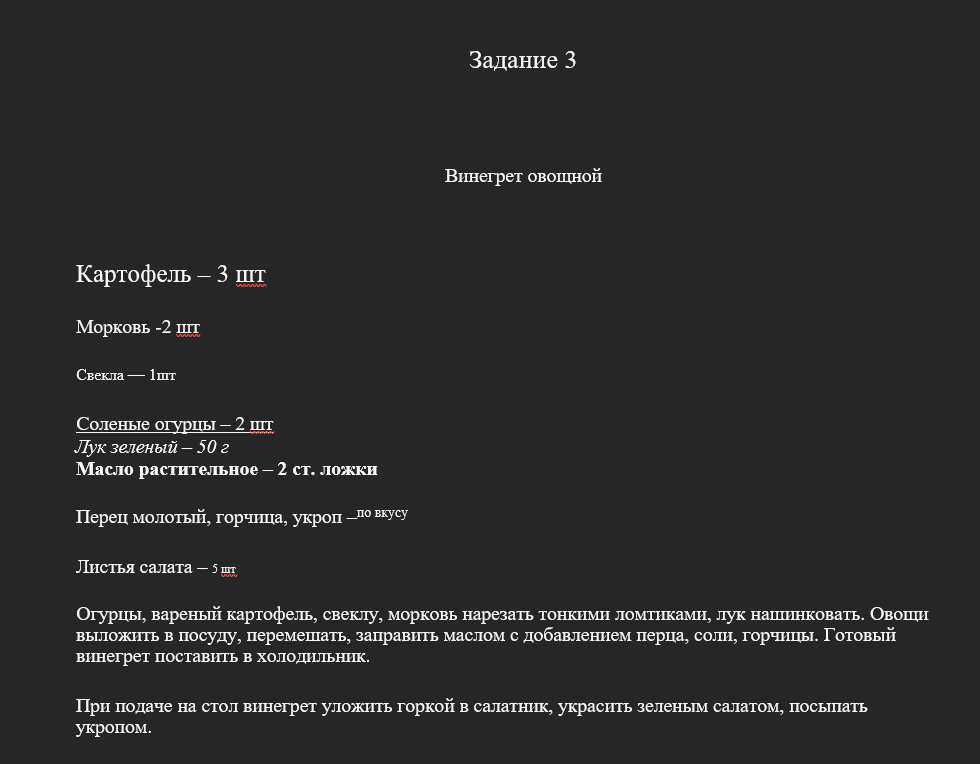 Задание 3
Винегрет овощной
Картофель – 3 шт
Морковь -2 шт
Свекла — 1шт
Соленые огурцы – 2 шт
Лук зеленый – 50 г
Масло растительное – 2 ст. ложки
Перец молотый, горчица, укроп –по вкусу
Листья салата – 5 шт
Огурцы, вареный картофель, свеклу, морковь нарезать тонкими ломтиками, лук нашинковать. Овощи
выложить в посуду, перемешать, заправить маслом с добавлением перца, соли, горчицы. Готовый
винегрет поставить в холодильник.
При подаче на стол винегрет уложить горкой в салатник, украсить зеленым салатом, посыпать
укропом.